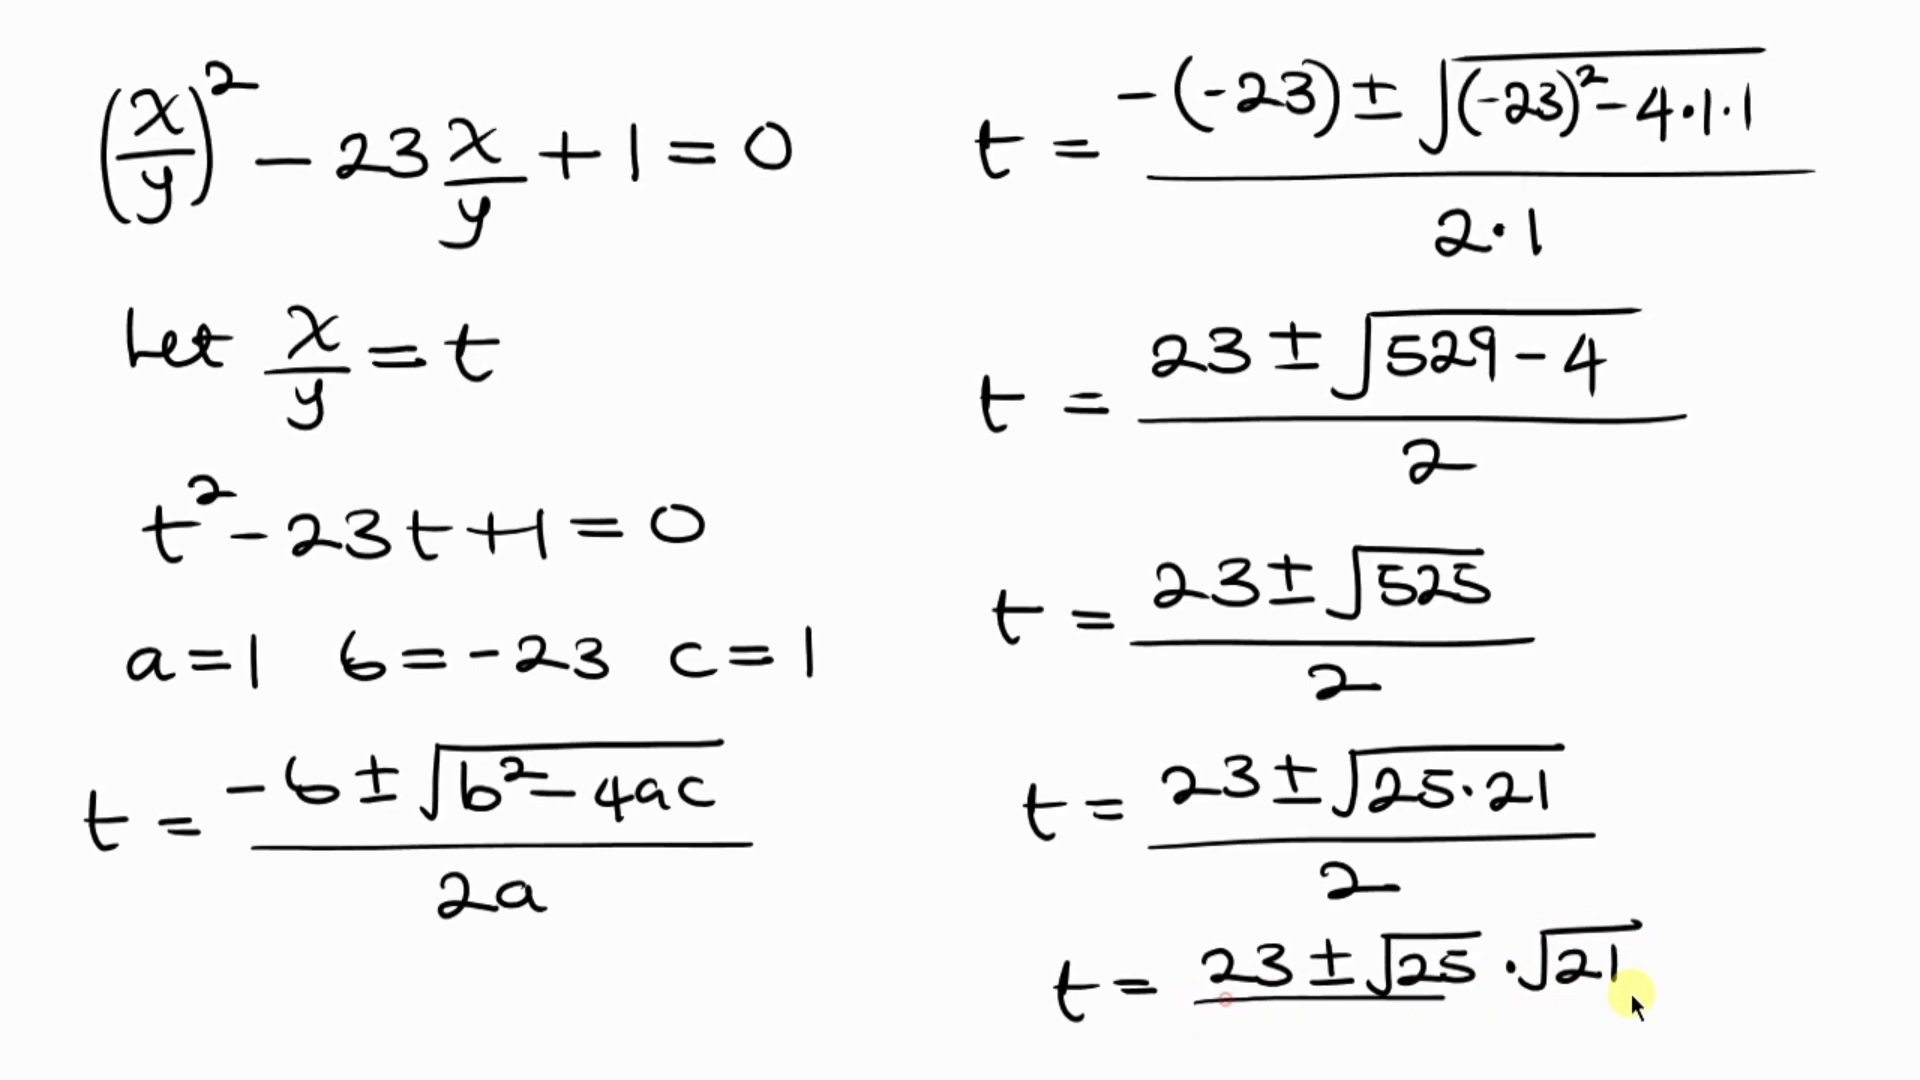 (x/y)² - 23 x/y + 1 = 0
Let x/y = t
t² - 23t + 1 = 0
a = 1 b = -23 c = 1
t = (-b ± √(b² - 4ac)) / 2a
t = (-(-23) ± √((-23)² - 4·1·1)) / 2·1
t = (23 ± √(529 - 4)) / 2
t = (23 ± √525) / 2
t = (23 ± √(25·21)) / 2
t = 23 ± √25 · √21